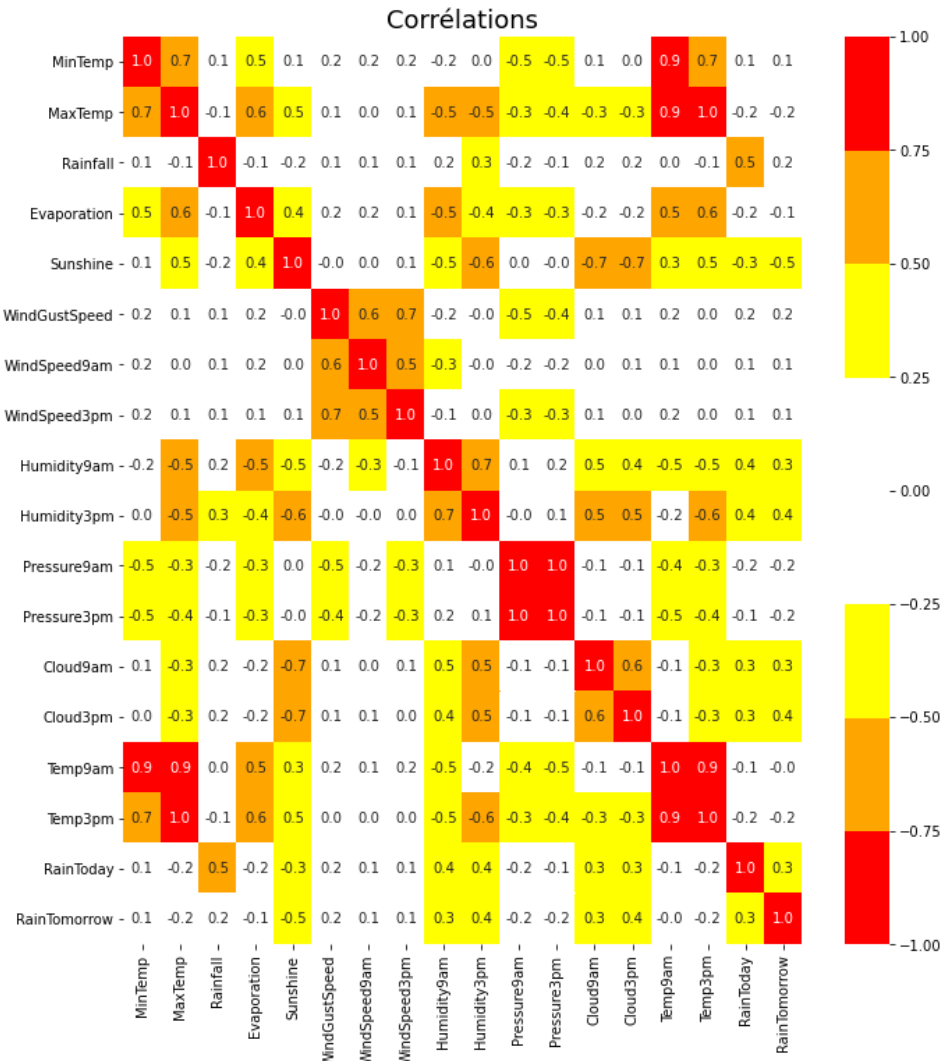 Corrélations
MinTemp - 1.0 0.7 0.1 0.5 0.1 0.2 0.2 0.2 -0.2 0.0 -0.5 -0.5 0.1 0.0 0.9 0.7 0.1 0.1
MaxTemp - 0.7 1.0 -0.1 0.6 0.5 0.1 0.0 0.1 -0.5 -0.5 -0.3 -0.4 -0.3 -0.3 0.9 1.0 -0.2 -0.2
Rainfall - 0.1 -0.1 1.0 -0.1 -0.2 0.1 0.1 0.1 0.2 0.3 -0.2 -0.1 0.2 0.2 0.0 -0.1 0.5 0.2
Evaporation - 0.5 0.6 -0.1 1.0 0.4 0.2 0.2 0.1 -0.5 -0.4 -0.3 -0.3 -0.2 -0.2 0.5 0.6 -0.2 -0.1
Sunshine - 0.1 0.5 -0.2 0.4 1.0 -0.0 0.0 0.1 -0.5 -0.6 0.0 -0.0 -0.7 -0.7 0.3 0.5 -0.3 -0.5
WindGustSpeed - 0.2 0.1 0.1 0.2 -0.0 1.0 0.6 0.7 -0.2 -0.0 -0.5 -0.4 0.1 0.1 0.2 0.0 0.2 0.2
WindSpeed9am - 0.2 0.0 0.1 0.2 0.0 0.6 1.0 0.5 -0.3 -0.0 -0.2 -0.2 0.0 0.1 0.1 0.0 0.1 0.1
WindSpeed3pm - 0.2 0.1 0.1 0.1 0.1 0.7 0.5 1.0 -0.1 0.0 -0.3 -0.3 0.1 0.0 0.2 0.0 0.1 0.1
Humidity9am - -0.2 -0.5 0.2 -0.5 -0.5 -0.2 -0.3 -0.1 1.0 0.7 0.1 0.2 0.5 0.4 -0.5 -0.5 0.4 0.3
Humidity3pm - 0.0 -0.5 0.3 -0.4 -0.6 -0.0 -0.0 0.0 0.7 1.0 -0.0 0.1 0.5 0.5 -0.2 -0.6 0.4 0.4
Pressure9am - -0.5 -0.3 -0.2 -0.3 0.0 -0.5 -0.2 -0.3 0.1 -0.0 1.0 1.0 -0.1 -0.1 -0.4 -0.3 -0.2 -0.2
Pressure3pm - -0.5 -0.4 -0.1 -0.3 -0.0 -0.4 -0.2 -0.3 0.2 0.1 1.0 1.0 -0.1 -0.1 -0.5 -0.4 -0.1 -0.2
Cloud9am - 0.1 -0.3 0.2 -0.2 -0.7 0.1 0.0 0.1 0.5 0.5 -0.1 -0.1 1.0 0.6 -0.1 -0.3 0.3 0.3
Cloud3pm - 0.0 -0.3 0.2 -0.2 -0.7 0.1 0.1 0.0 0.4 0.5 -0.1 -0.1 0.6 1.0 -0.1 -0.3 0.3 0.4
Temp9am - 0.9 0.9 0.0 0.5 0.3 0.2 0.1 0.2 -0.5 -0.2 -0.4 -0.5 -0.1 -0.1 1.0 0.9 -0.1 -0.0
Temp3pm - 0.7 1.0 -0.1 0.6 0.5 0.0 0.0 0.0 -0.5 -0.6 -0.3 -0.4 -0.3 -0.3 0.9 1.0 -0.2 -0.2
RainToday - 0.1 -0.2 0.5 -0.2 -0.3 0.2 0.1 0.1 0.4 0.4 -0.2 -0.1 0.3 0.3 -0.1 -0.2 1.0 0.3
RainTomorrow - 0.1 -0.2 0.2 -0.1 -0.5 0.2 0.1 0.1 0.3 0.4 -0.2 -0.2 0.3 0.4 -0.0 -0.2 0.3 1.0
MinTemp
MaxTemp
Rainfall
Evaporation
Sunshine
WindGustSpeed
WindSpeed9am
WindSpeed3pm
Humidity9am
Humidity3pm
Pressure9am
Pressure3pm
Cloud9am
Cloud3pm
Temp9am
Temp3pm
RainToday
RainTomorrow
1.00
0.75
0.50
0.25
0.00
−0.25
−0.50
−0.75
−1.00